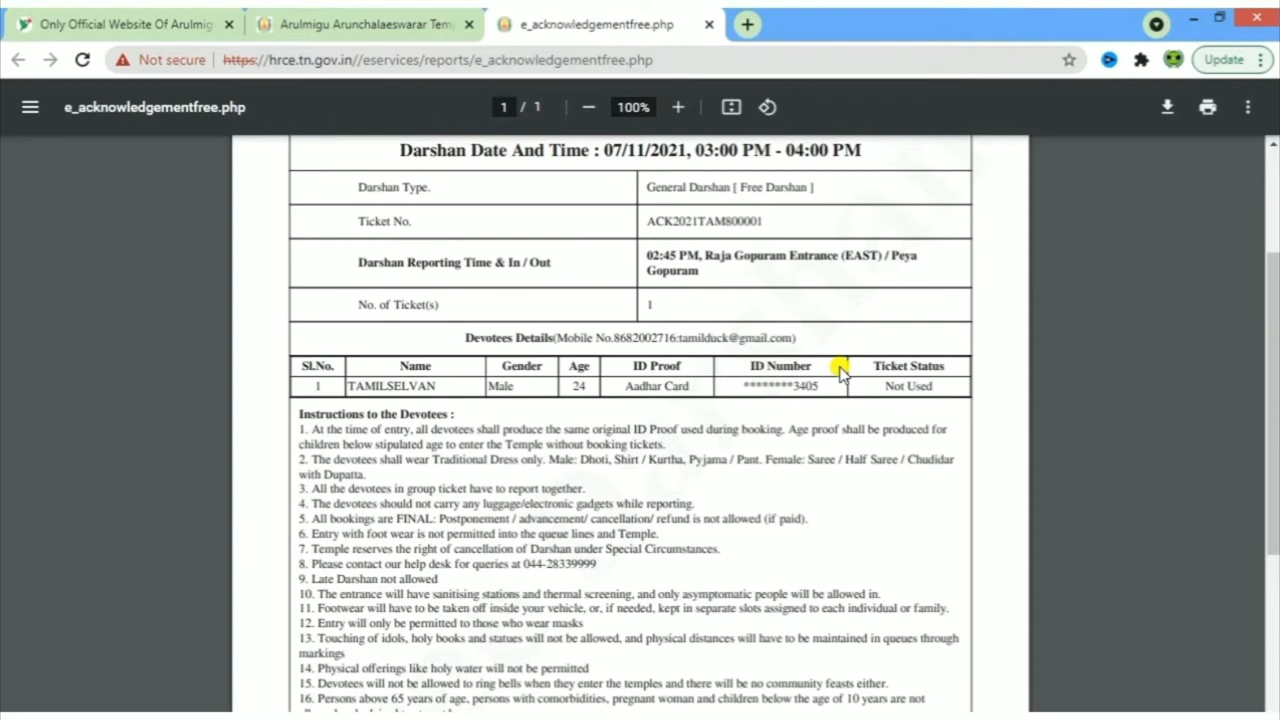 Only Official Website Of Arulmig
Arulmigu Arunchalaeswarar Tem
e_acknowledgementfree.php
Not secure
https://hrce.tn.gov.in//eservices/reports/e_acknowledgementfree.php
Update
e_acknowledgementfree.php
1 / 1
100%
Darshan Date And Time : 07/11/2021, 03:00 PM - 04:00 PM
Darshan Type. General Darshan [ Free Darshan ]
Ticket No. ACK2021TAM800001
Darshan Reporting Time & In / Out 02:45 PM, Raja Gopuram Entrance (EAST) / Peya
Gopuram
No. of Ticket(s) 1
Devotees Details(Mobile No.8682002716:tamilduck@gmail.com)
Sl.No. Name Gender Age ID Proof ID Number Ticket Status
1 TAMILSELVAN Male 24 Aadhar Card ********3405 Not Used
Instructions to the Devotees :
1. At the time of entry, all devotees shall produce the same original ID Proof used during booking. Age proof shall be produced for
children below stipulated age to enter the Temple without booking tickets.
2. The devotees shall wear Traditional Dress only. Male: Dhoti, Shirt / Kurtha, Pyjama / Pant. Female: Saree / Half Saree / Chudidar
with Dupatta.
3. All the devotees in group ticket have to report together.
4. The devotees should not carry any luggage/electronic gadgets while reporting.
5. All bookings are FINAL: Postponement / advancement/ cancellation/ refund is not allowed (if paid).
6. Entry with foot wear is not permitted into the queue lines and Temple.
7. Temple reserves the right of cancellation of Darshan under Special Circumstances.
8. Please contact our help desk for queries at 044-28339999
9. Late Darshan not allowed
10. The entrance will have sanitising stations and thermal screening, and only asymptomatic people will be allowed in.
11. Footwear will have to be taken off inside your vehicle, or, if needed, kept in separate slots assigned to each individual or family.
12. Entry will only be permitted to those who wear masks
13. Touching of idols, holy books and statues will not be allowed, and physical distances will have to be maintained in queues through
markings
14. Physical offerings like holy water will not be permitted
15. Devotees will not be allowed to ring bells when they enter the temples and there will be no community feasts either.
16. Persons above 65 years of age, persons with comorbidities, pregnant woman and children below the age of 10 years are not